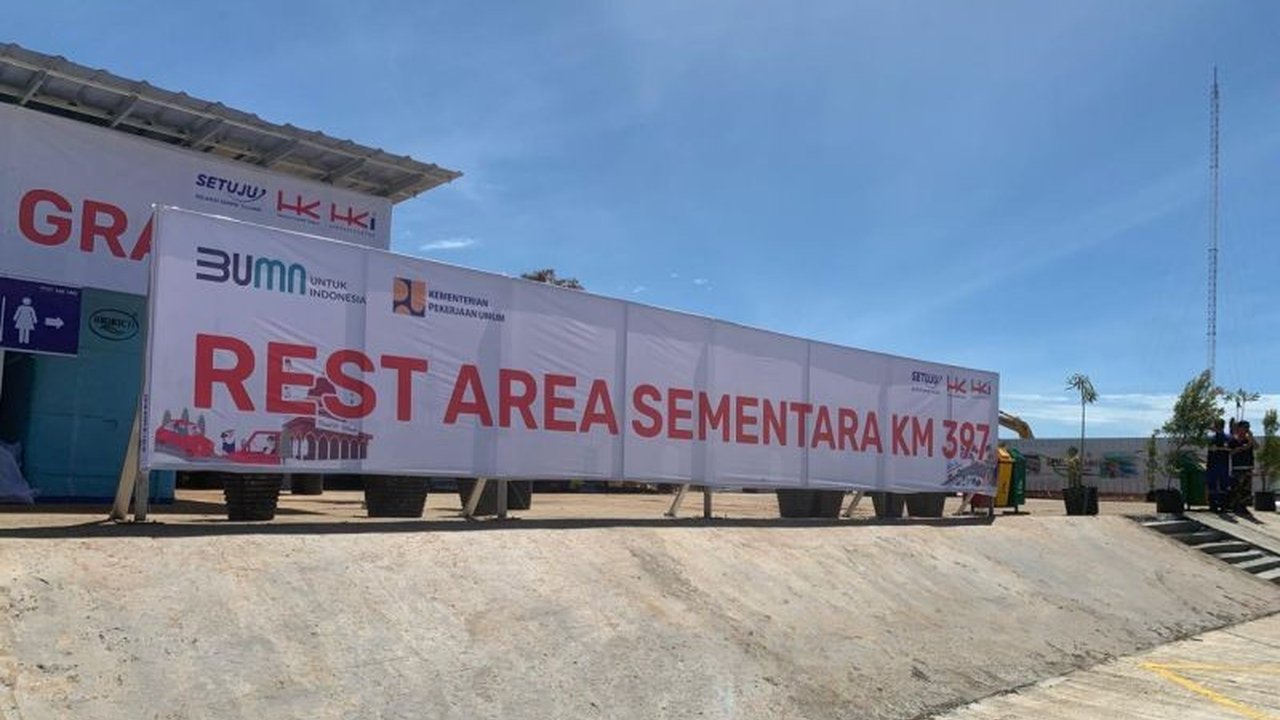 GRA
SETUJU
HK HKi
BUMN
UNTUK
INDONESIA
KEMENTERIAN
PEKERJAAN UMUM
SETUJU
HK HKi
REST AREA SEMENTARA KM 397